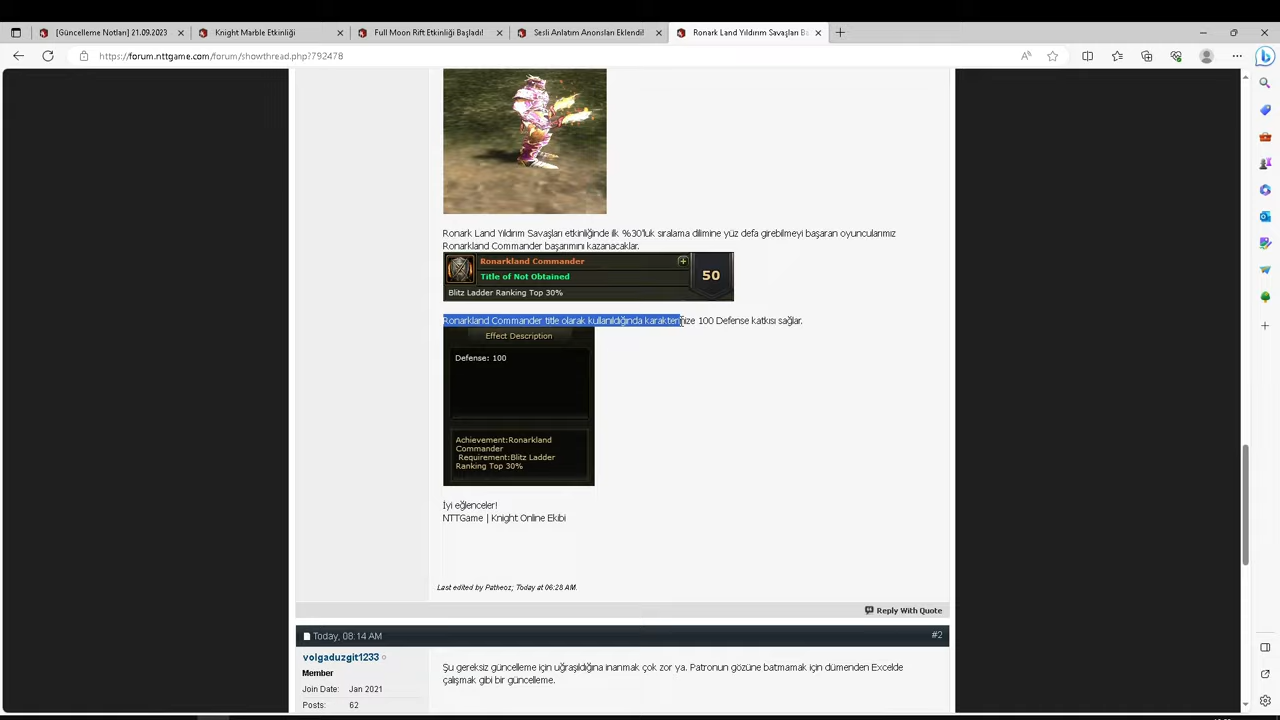 [Güncelleme Notları] 21.09.2023
Knight Marble Etkinliği
Full Moon Rift Etkinliği Başladı!
Sesli Anlatım Anonsları Eklendi!
Ronark Land Yıldırım Savaşları Ba
https://forum.nttgame.com/forum/showthread.php?792478
Ronark Land Yıldırım Savaşları etkinliğinde ilk %30'luk sıralama dilimine yüz defa girebilmeyi başaran oyuncularımız
Ronarkland Commander başarımını kazanacaklar.
Ronarkland Commander
Title of Not Obtained
50
Blitz Ladder Ranking Top 30%
Ronarkland Commander title olarak kullanıldığında karakterinize 100 Defense katkısı sağlar.
Effect Description
Defense: 100
Achievement:Ronarkland
Commander
Requirement:Blitz Ladder
Ranking Top 30%
İyi eğlenceler!
NTTGame | Knight Online Ekibi
Last edited by Patheoz; Today at 06:28 AM.
Reply With Quote
Today, 08:14 AM
#2
volgaduzgit1233
Member
Join Date: Jan 2021
Posts: 62
Şu gereksiz güncelleme için uğraşıldığına inanmak çok zor ya. Patronun gözüne batmamak için dümenden Excelde
çalışmak gibi bir güncelleme.